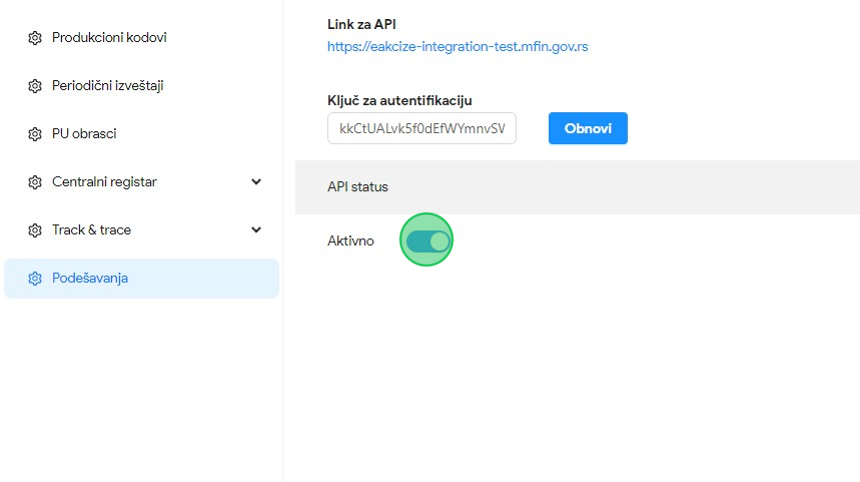 Produkcioni kodovi
Periodični izveštaji
PU obrasci
Centralni registar
Track & trace
Podešavanja
Link za API
https://eakcize-integration-test.mfin.gov.rs
Ključ za autentifikaciju
kkCtUALvk5f0dEfWYmnvSV
Obnovi
API status
Aktivno